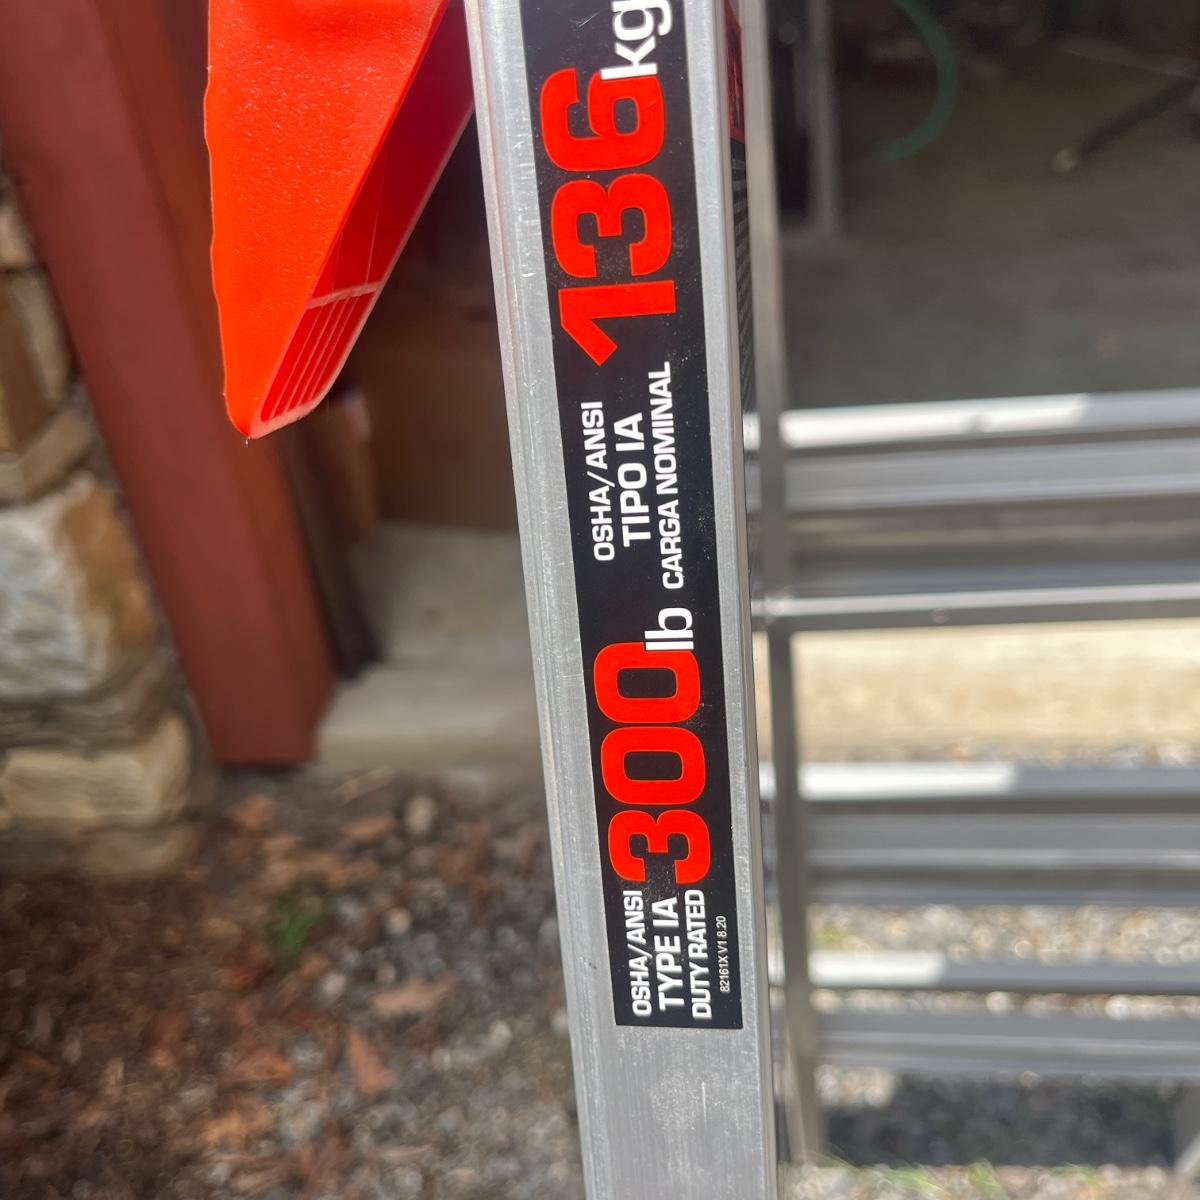 OSHA/ANSI
TYPE IA
DUTY RATED
300lb
OSHA/ANSI
TIPO IA
CARGA NOMINAL
136kg
82161X V1 8.20